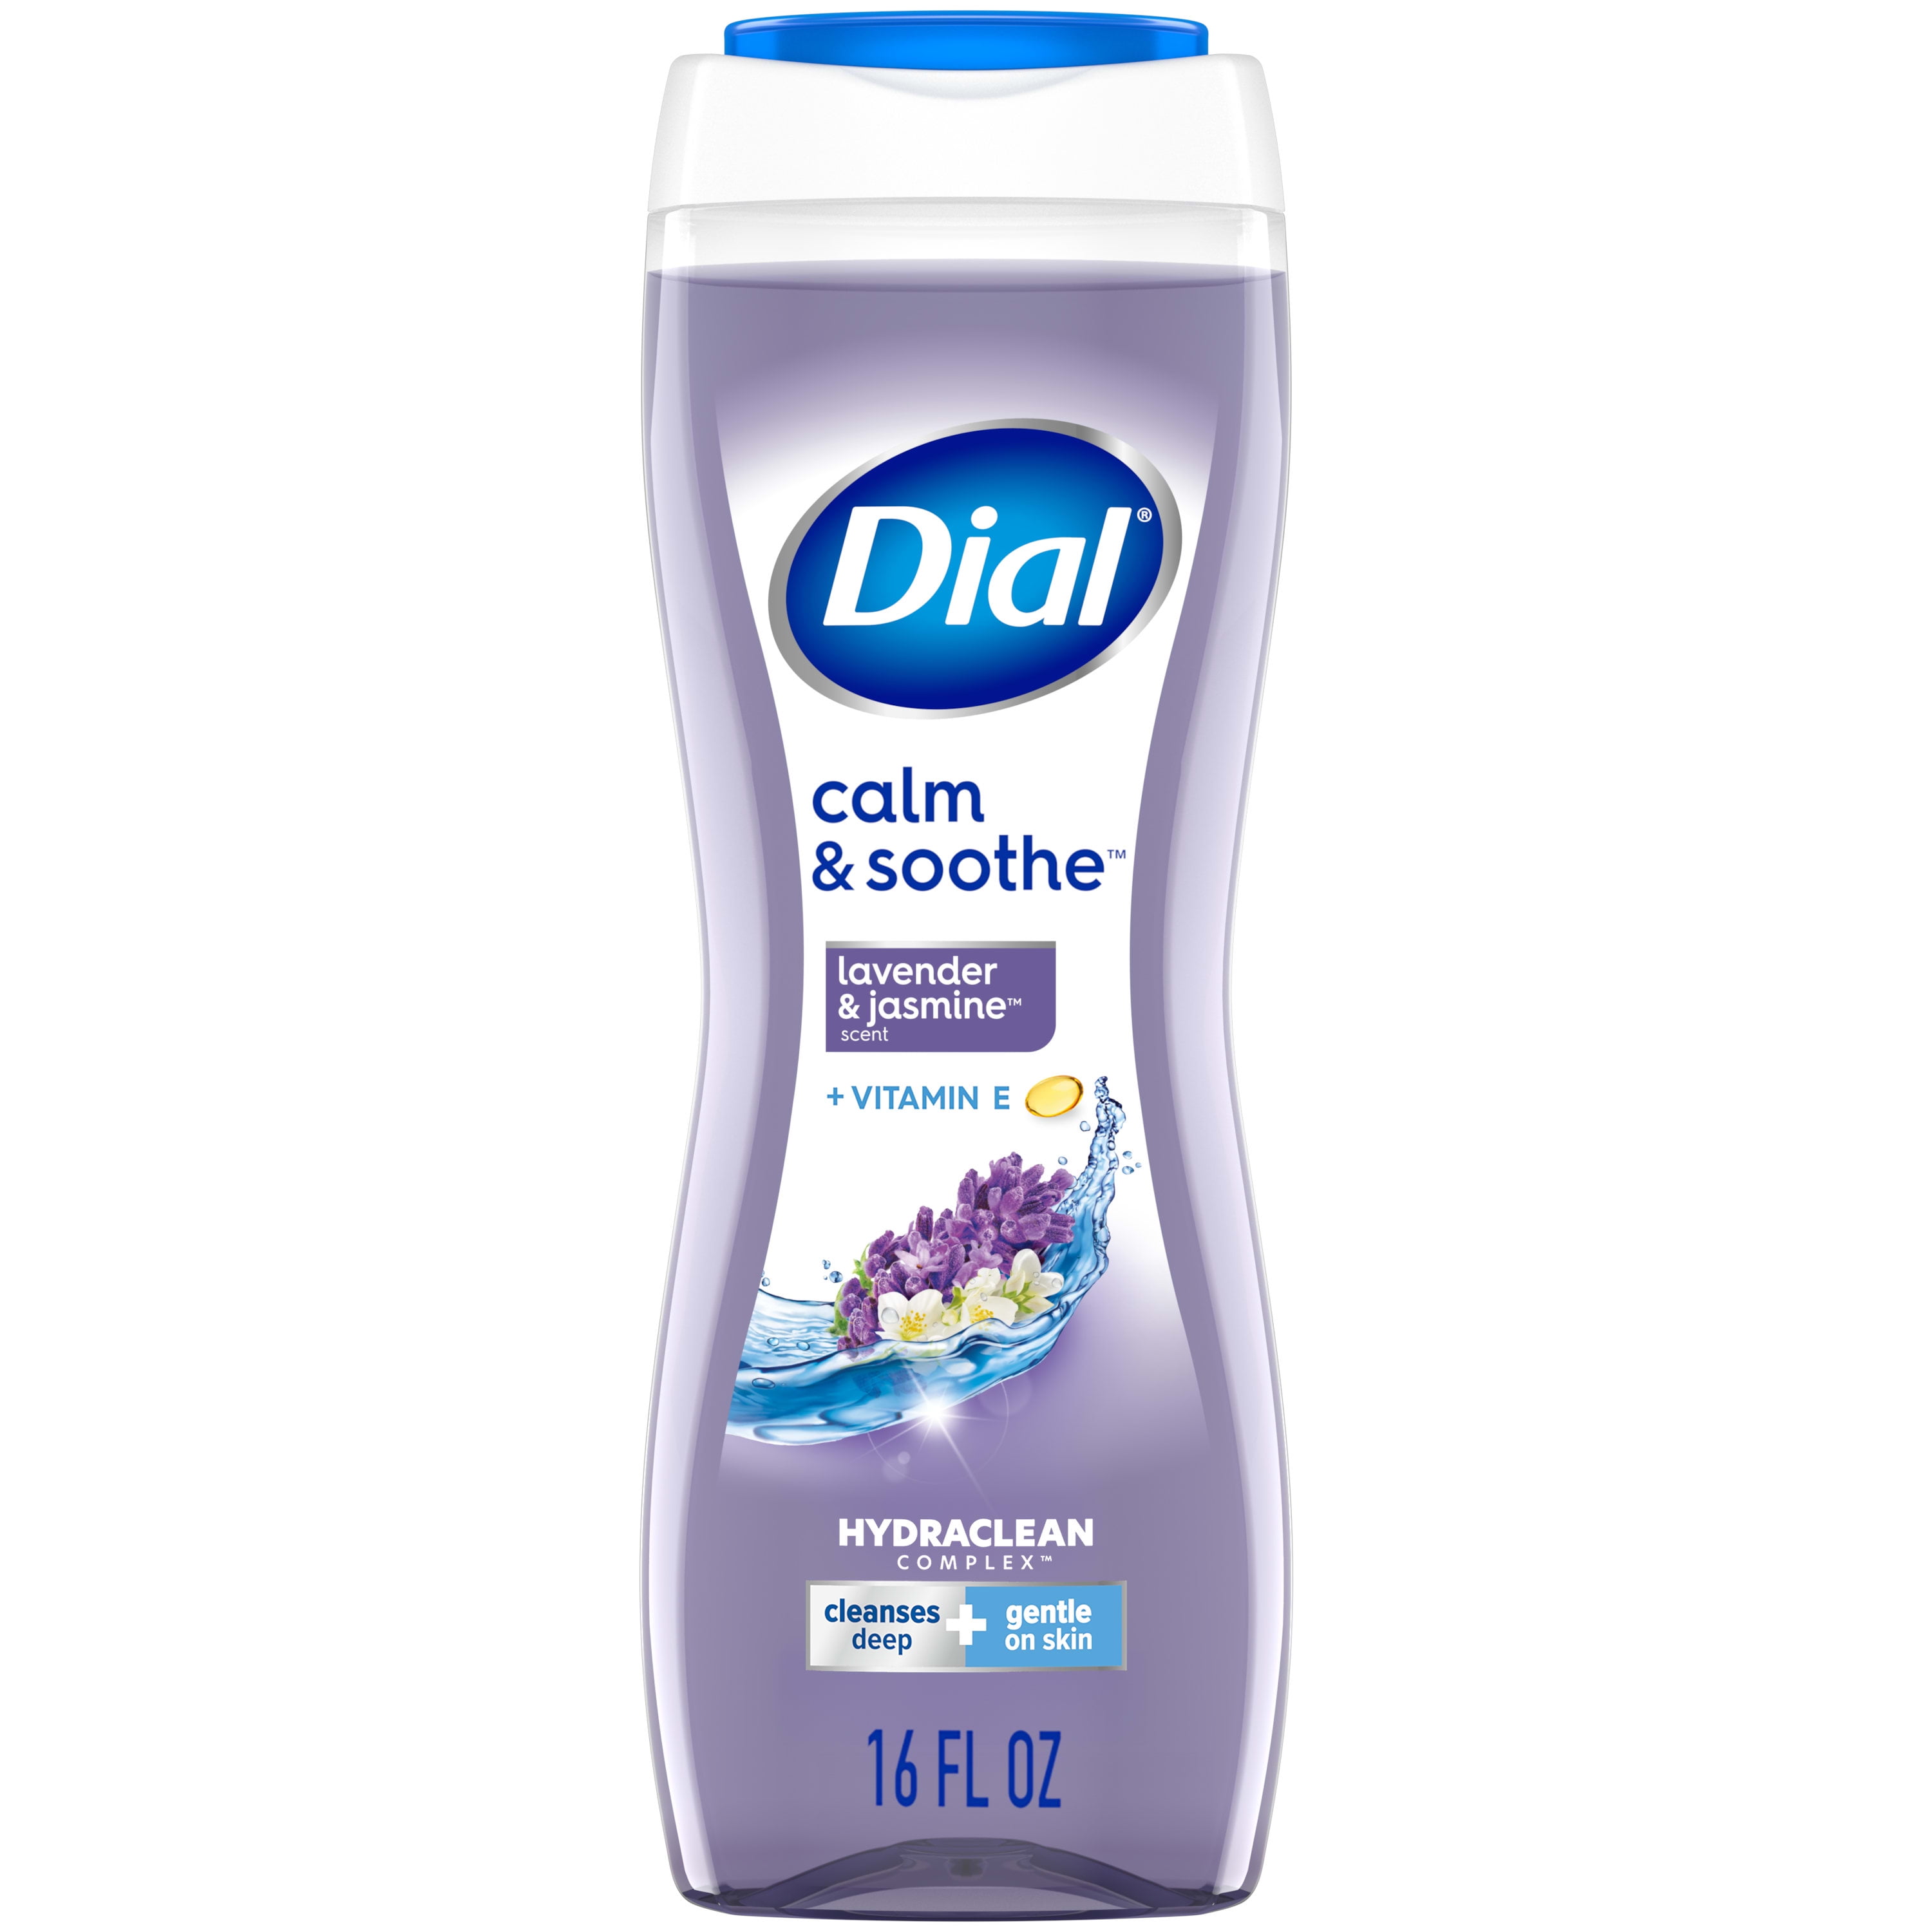 Dial®
calm
& soothe™
lavender
& jasmine™
scent
+ VITAMIN E
HYDRACLEAN
COMPLEX™
cleanses
deep
+
gentle
on skin
16 FL OZ